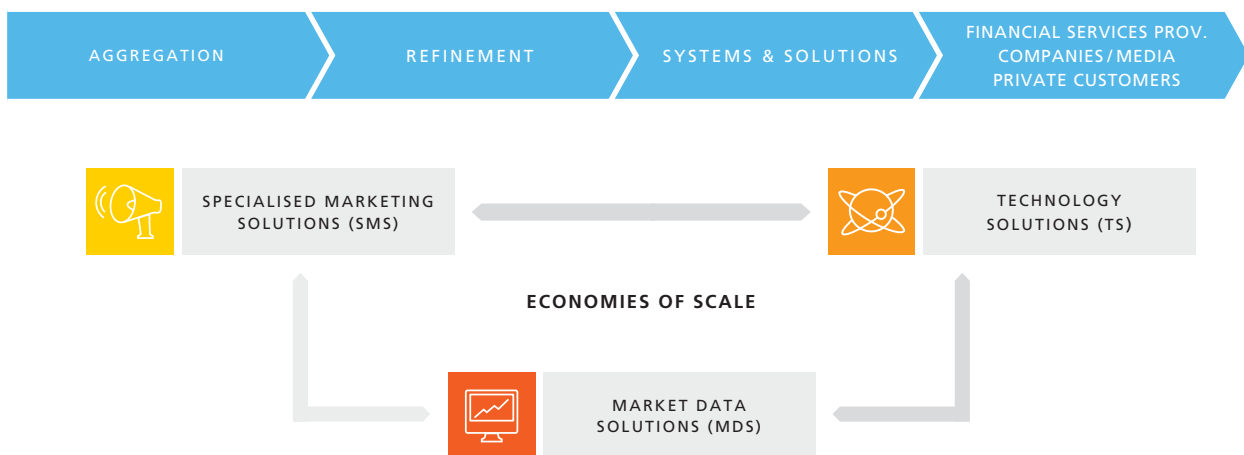 AGGREGATION
REFINEMENT
SYSTEMS & SOLUTIONS
FINANCIAL SERVICES PROV.
COMPANIES / MEDIA
PRIVATE CUSTOMERS
SPECIALISED MARKETING
SOLUTIONS (SMS)
TECHNOLOGY
SOLUTIONS (TS)
ECONOMIES OF SCALE
MARKET DATA
SOLUTIONS (MDS)